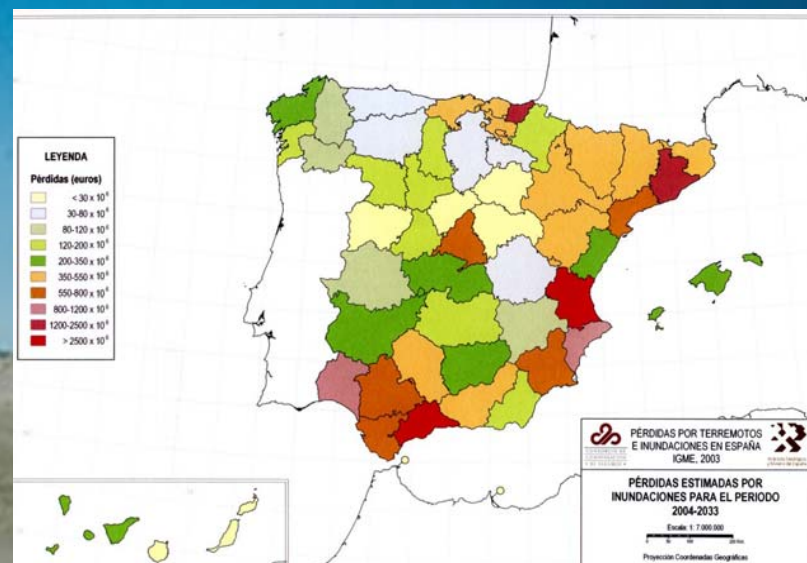 LEYENDA
Pérdidas (euros)
< 30 x 10⁶
30-80 x 10⁶
80-120 x 10⁶
120-200 x 10⁶
200-350 x 10⁶
350-550 x 10⁶
550-800 x 10⁶
800-1200 x 10⁶
1200-2500 x 10⁶
> 2500 x 10⁶
PÉRDIDAS POR TERREMOTOS
E INUNDACIONES EN ESPAÑA
IGME, 2003
PÉRDIDAS ESTIMADAS POR
INUNDACIONES PARA EL PERIODO
2004-2033
Escala: 1: 7.000.000
Proyección Coordenadas Geográficas